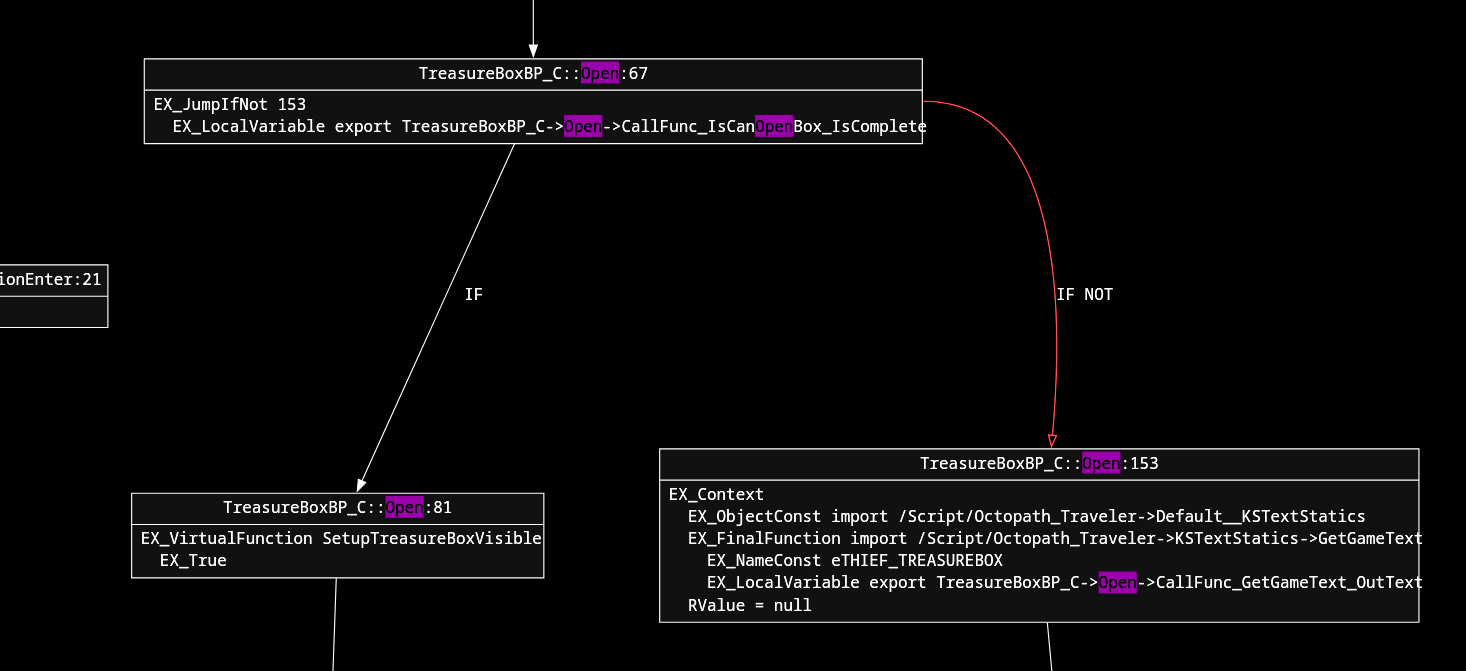 TreasureBoxBP_C::Open:67
EX_JumpIfNot 153
EX_LocalVariable export TreasureBoxBP_C->Open->CallFunc_IsCanOpenBox_IsComplete
ionEnter:21
IF
IF NOT
TreasureBoxBP_C::Open:81
EX_VirtualFunction SetupTreasureBoxVisible
EX_True
TreasureBoxBP_C::Open:153
EX_Context
EX_ObjectConst import /Script/Octopath_Traveler->Default__KSTextStatics
EX_FinalFunction import /Script/Octopath_Traveler->KSTextStatics->GetGameText
EX_NameConst eTHIEF_TREASUREBOX
EX_LocalVariable export TreasureBoxBP_C->Open->CallFunc_GetGameText_OutText
RValue = null